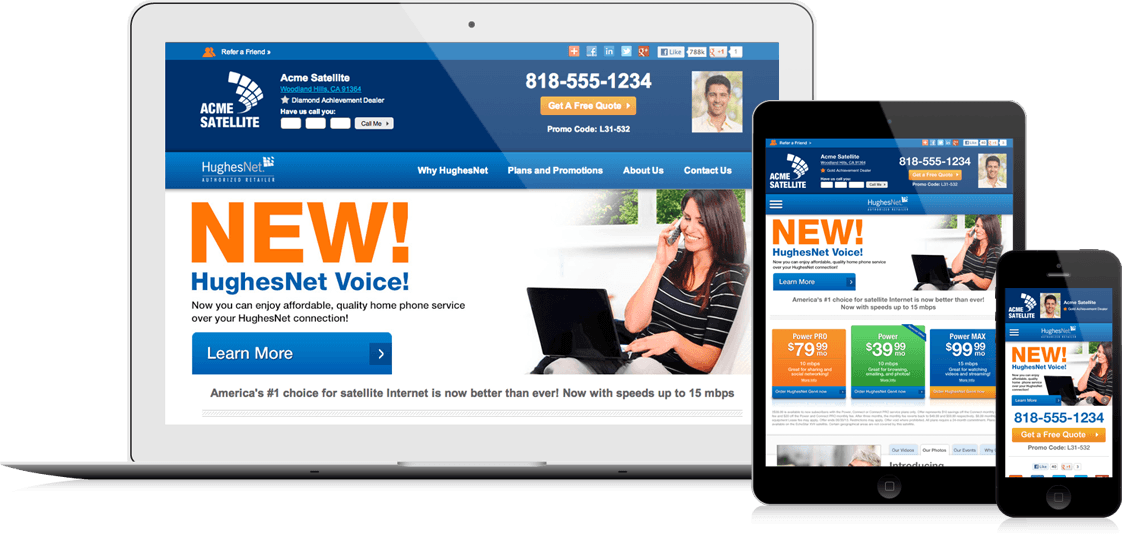 Refer a Friend »
Like
788k
+1
1
ACME
SATELLITE
Acme Satellite
Woodland Hills, CA 91364
Diamond Achievement Dealer
Have us call you:
Call Me
818-555-1234
Get A Free Quote
Promo Code: L31-532
HughesNet.
AUTHORIZED RETAILER
Why HughesNet
Plans and Promotions
About Us
Contact Us
NEW!
HughesNet Voice!
Now you can enjoy affordable, quality home phone service
over your HughesNet connection!
Learn More
America's #1 choice for satellite Internet is now better than ever! Now with speeds up to 15 mbps
Refer a Friend »
Like
+1
ACME
SATELLITE
Acme Satellite
Woodland Hills, CA 91364
Gold Achievement Dealer
Have us call you:
Call Me
818-555-1234
Get a Free Quote
Promo Code: L31-532
HughesNet.
AUTHORIZED RETAILER
NEW!
HughesNet Voice!
Now you can enjoy affordable, quality home phone service
over your HughesNet connection!
Learn More
America's #1 choice for satellite Internet is now better than ever!
Now with speeds up to 15 mbps
Power PRO
$79.99
mo
10 mbps
Great for sharing and
social networking!
More Info
Order HughesNet Gen4 now
Power
$39.99
mo
10 mbps
Great for browsing,
emailing, and photos!
More Info
Order HughesNet Gen4 now
Power MAX
$99.99
mo
15 mbps
Great for watching
videos and streaming!
More Info
Order HughesNet Gen4 now
Our Videos
Our Photos
Our Events
Why
Introducing
ACME
SATELLITE
Acme Satellite
Gold Achievement Dealer
HughesNet.
NEW!
HughesNet Voice!
Now you can enjoy affordable, quality
home phone service over your
HughesNet connection!
Learn More
818-555-1234
Get a Free Quote
Promo Code: L31-532
Like
+1